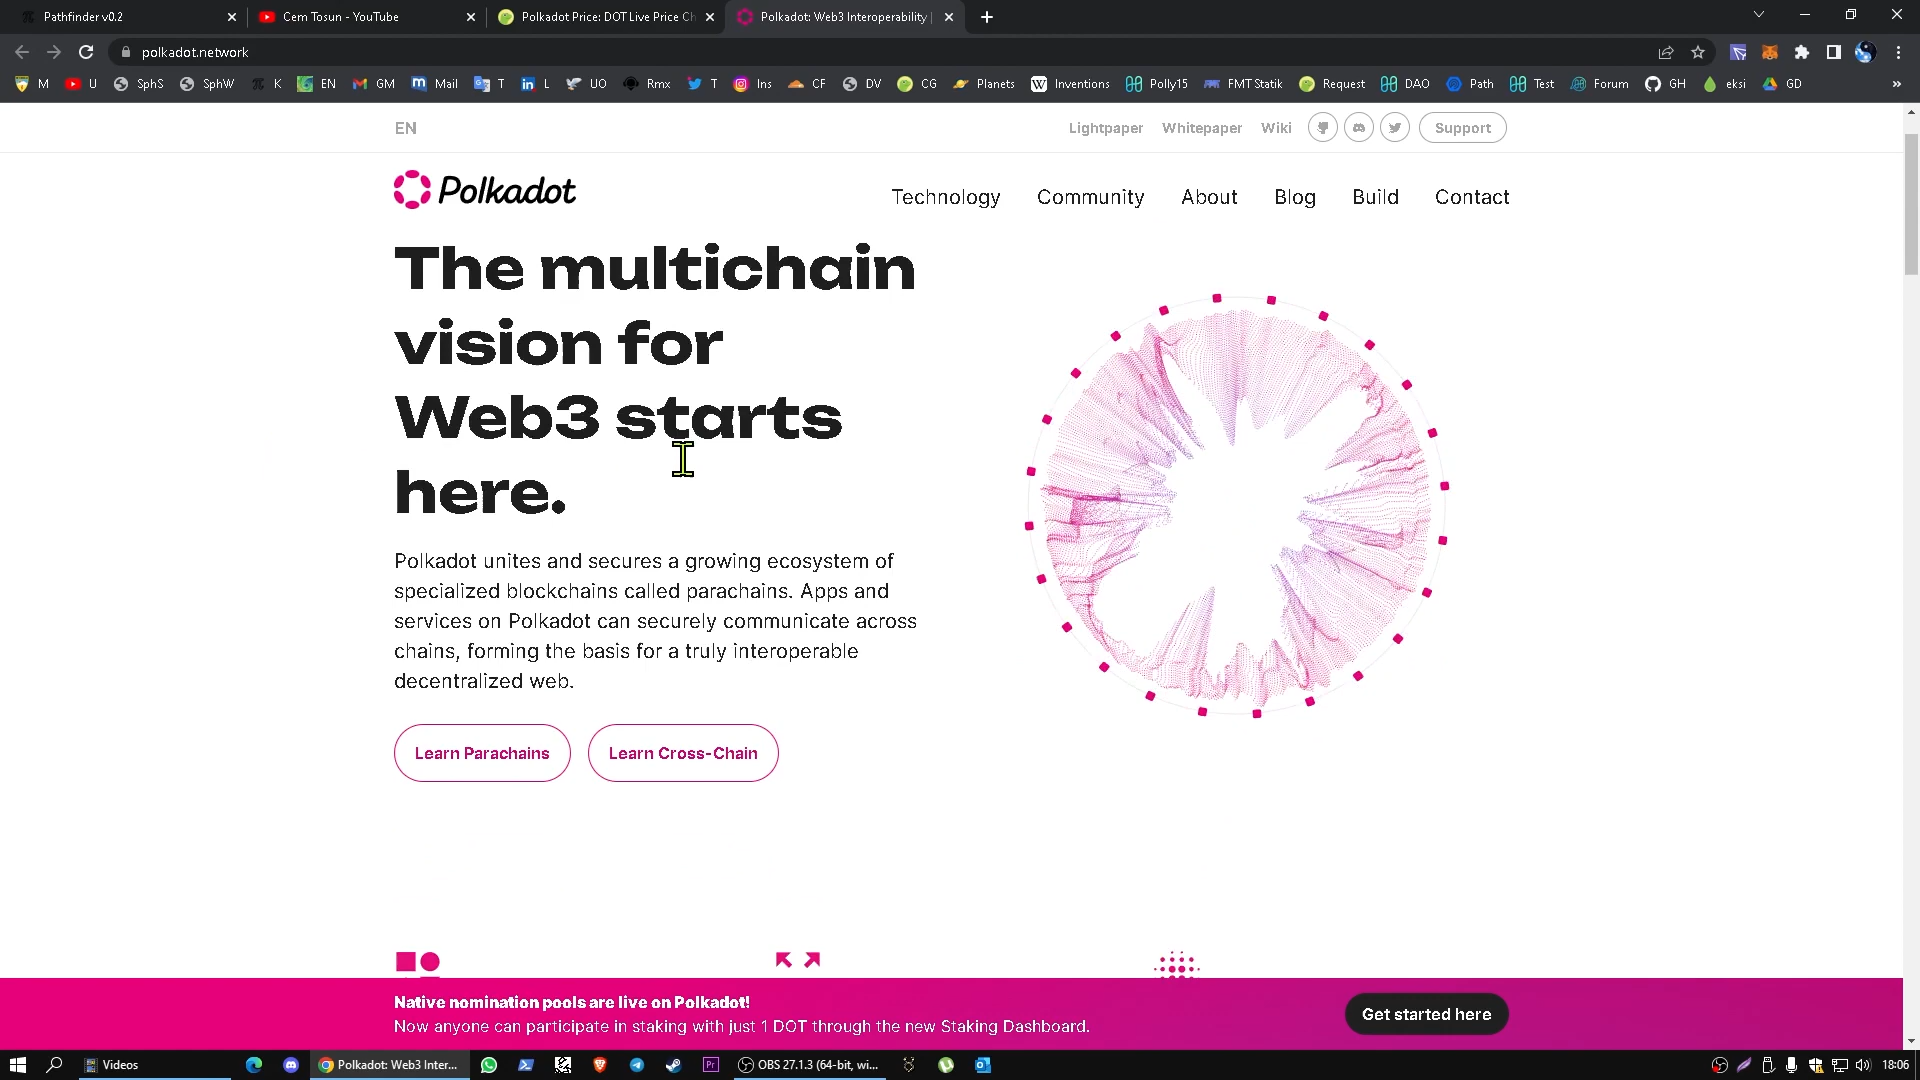 Pathfinder v0.2
Cem Tosun - YouTube
Polkadot Price: DOT Live Price Ch
Polkadot: Web3 Interoperability |
polkadot.network
M
U
SphS
SphW
K
EN
GM
Mail
T
L
UO
Rmx
T
Ins
CF
DV
CG
Planets
Inventions
Polly15
FMT Statik
Request
DAO
Path
Test
Forum
GH
eksi
GD
EN
Lightpaper
Whitepaper
Wiki
Support
Polkadot
Technology
Community
About
Blog
Build
Contact
The multichain
vision for
Web3 starts
here.
Polkadot unites and secures a growing ecosystem of
specialized blockchains called parachains. Apps and
services on Polkadot can securely communicate across
chains, forming the basis for a truly interoperable
decentralized web.
Learn Parachains
Learn Cross-Chain
Native nomination pools are live on Polkadot!
Now anyone can participate in staking with just 1 DOT through the new Staking Dashboard.
Get started here
Videos
Polkadot: Web3 Inter...
Pr
OBS 27.1.3 (64-bit, wi...
18:06